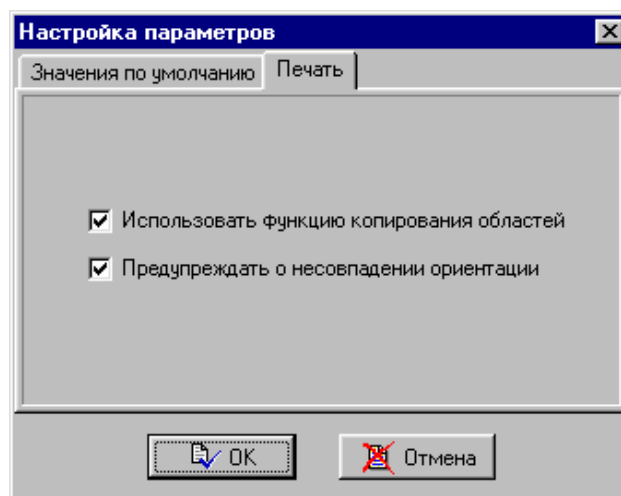 Настройка параметров
Значения по умолчанию Печать
Использовать функцию копирования областей
Предупреждать о несовпадении ориентации
OK Отмена